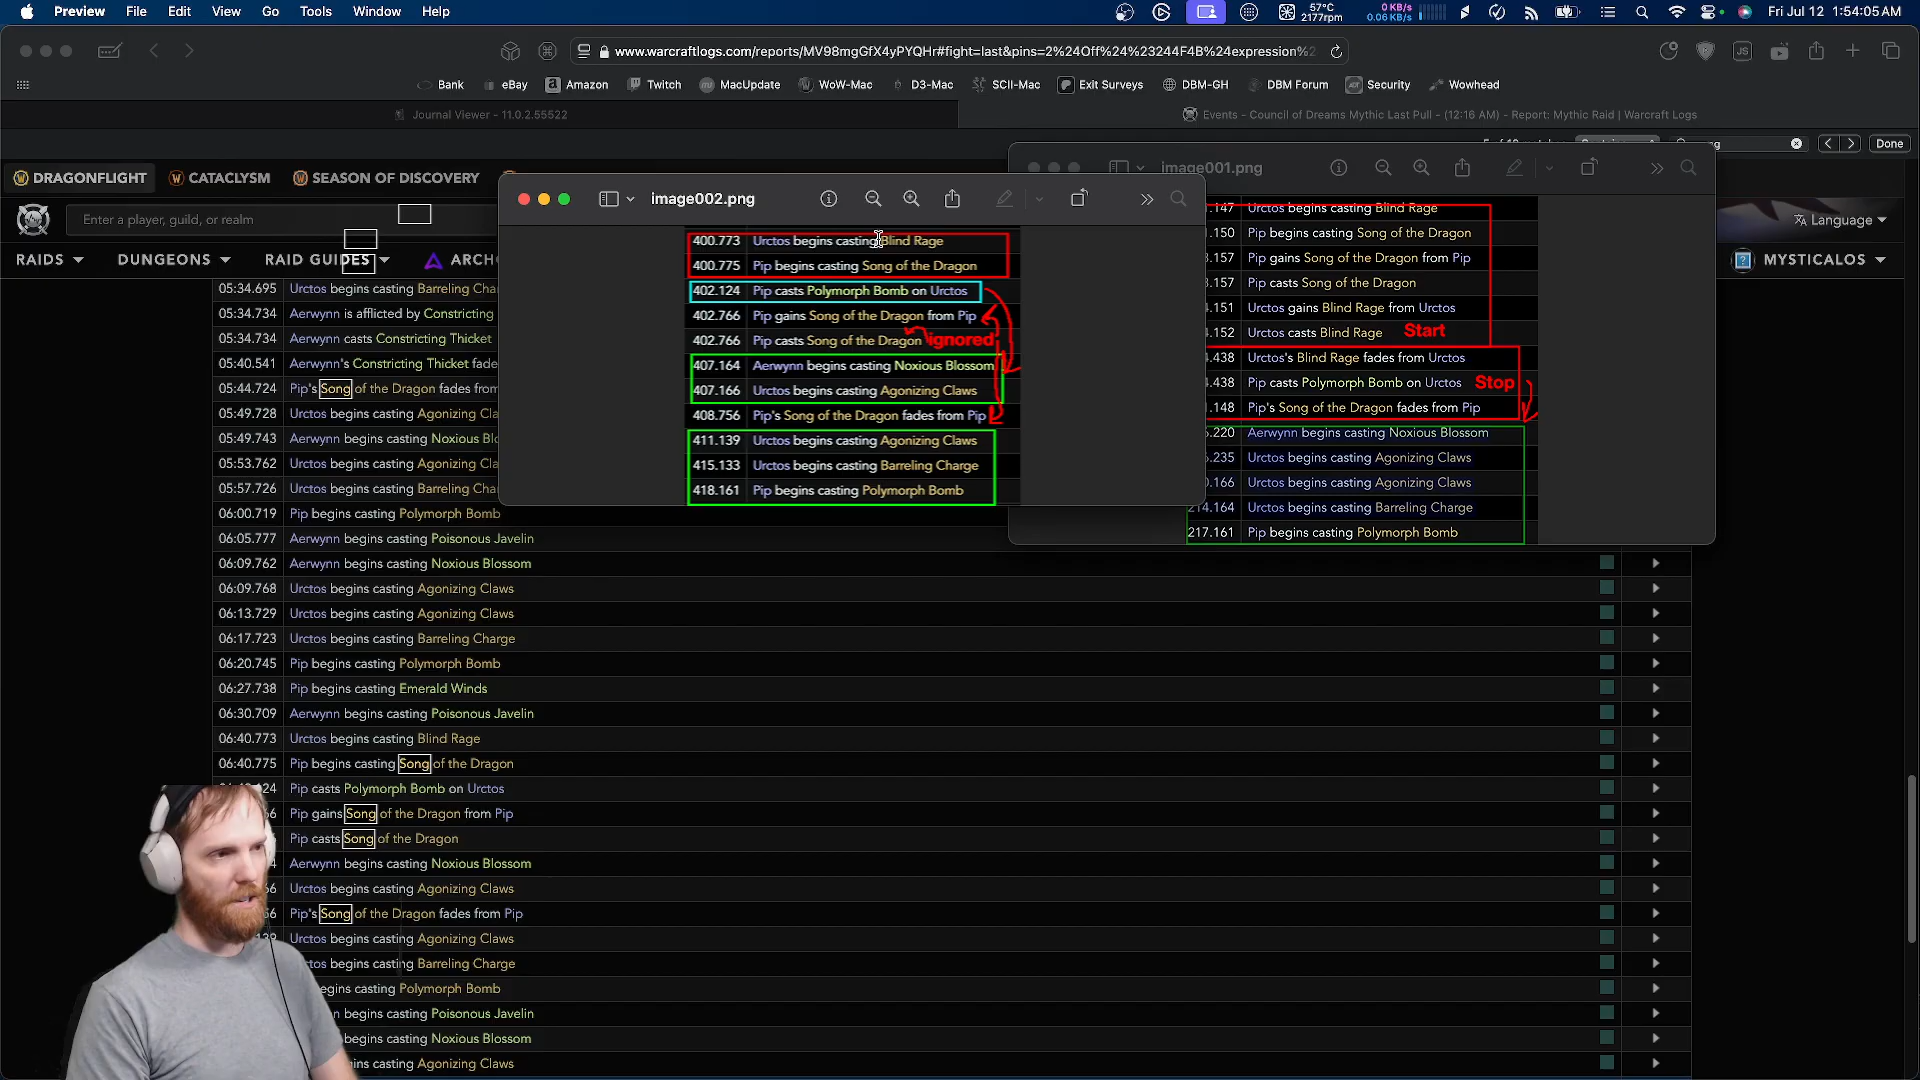 Preview File Edit View Go Tools Window Help 57°C 2177rpm 0 KB/s 0.06 KB/s Fri Jul 12 1:54:05 AM
www.warcraftlogs.com/reports/MV98mgGfX4yPYQHr#fight=last&pins=2%24Off%24%23244F4B%24expression%
Bank eBay Amazon Twitch MacUpdate WoW-Mac D3-Mac SCII-Mac Exit Surveys DBM-GH DBM Forum Security Wowhead
Journal Viewer - 11.0.2.55522 Events - Council of Dreams Mythic Last Pull - (12:16 AM) - Report: Mythic Raid | Warcraft Logs
Done
DRAGONFLIGHT CATACLYSM SEASON OF DISCOVERY
Enter a player, guild, or realm Language
RAIDS DUNGEONS RAID GUIDES MYSTICALOS
image002.png
400.773 Urctos begins casting Blind Rage
400.775 Pip begins casting Song of the Dragon
402.124 Pip casts Polymorph Bomb on Urctos
402.766 Pip gains Song of the Dragon from Pip
402.766 Pip casts Song of the Dragon ignored
407.164 Aerwynn begins casting Noxious Blossom
407.166 Urctos begins casting Agonizing Claws
408.756 Pip's Song of the Dragon fades from Pip
411.139 Urctos begins casting Agonizing Claws
415.133 Urctos begins casting Barreling Charge
418.161 Pip begins casting Polymorph Bomb
image001.png
.147 Urctos begins casting Blind Rage
.150 Pip begins casting Song of the Dragon
.157 Pip gains Song of the Dragon from Pip
.157 Pip casts Song of the Dragon
.151 Urctos gains Blind Rage from Urctos
.152 Urctos casts Blind Rage Start
.438 Urctos's Blind Rage fades from Urctos
.438 Pip casts Polymorph Bomb on Urctos Stop
.148 Pip's Song of the Dragon fades from Pip
.220 Aerwynn begins casting Noxious Blossom
.235 Urctos begins casting Agonizing Claws
.166 Urctos begins casting Agonizing Claws
214.164 Urctos begins casting Barreling Charge
217.161 Pip begins casting Polymorph Bomb
05:34.695 Urctos begins casting Barreling Cha
05:34.734 Aerwynn is afflicted by Constricting
05:34.734 Aerwynn casts Constricting Thicket
05:40.541 Aerwynn's Constricting Thicket fade
05:44.724 Pip's Song of the Dragon fades from
05:49.728 Urctos begins casting Agonizing Cla
05:49.743 Aerwynn begins casting Noxious Blo
05:53.762 Urctos begins casting Agonizing Cla
05:57.726 Urctos begins casting Barreling Cha
06:00.719 Pip begins casting Polymorph Bomb
06:05.777 Aerwynn begins casting Poisonous Javelin
06:09.762 Aerwynn begins casting Noxious Blossom
06:09.768 Urctos begins casting Agonizing Claws
06:13.729 Urctos begins casting Agonizing Claws
06:17.723 Urctos begins casting Barreling Charge
06:20.745 Pip begins casting Polymorph Bomb
06:27.738 Pip begins casting Emerald Winds
06:30.709 Aerwynn begins casting Poisonous Javelin
06:40.773 Urctos begins casting Blind Rage
06:40.775 Pip begins casting Song of the Dragon
Pip casts Polymorph Bomb on Urctos
Pip gains Song of the Dragon from Pip
Pip casts Song of the Dragon
Aerwynn begins casting Noxious Blossom
Urctos begins casting Agonizing Claws
Pip's Song of the Dragon fades from Pip
Urctos begins casting Agonizing Claws
begins casting Barreling Charge
begins casting Polymorph Bomb
begins casting Poisonous Javelin
begins casting Noxious Blossom
begins casting Agonizing Claws